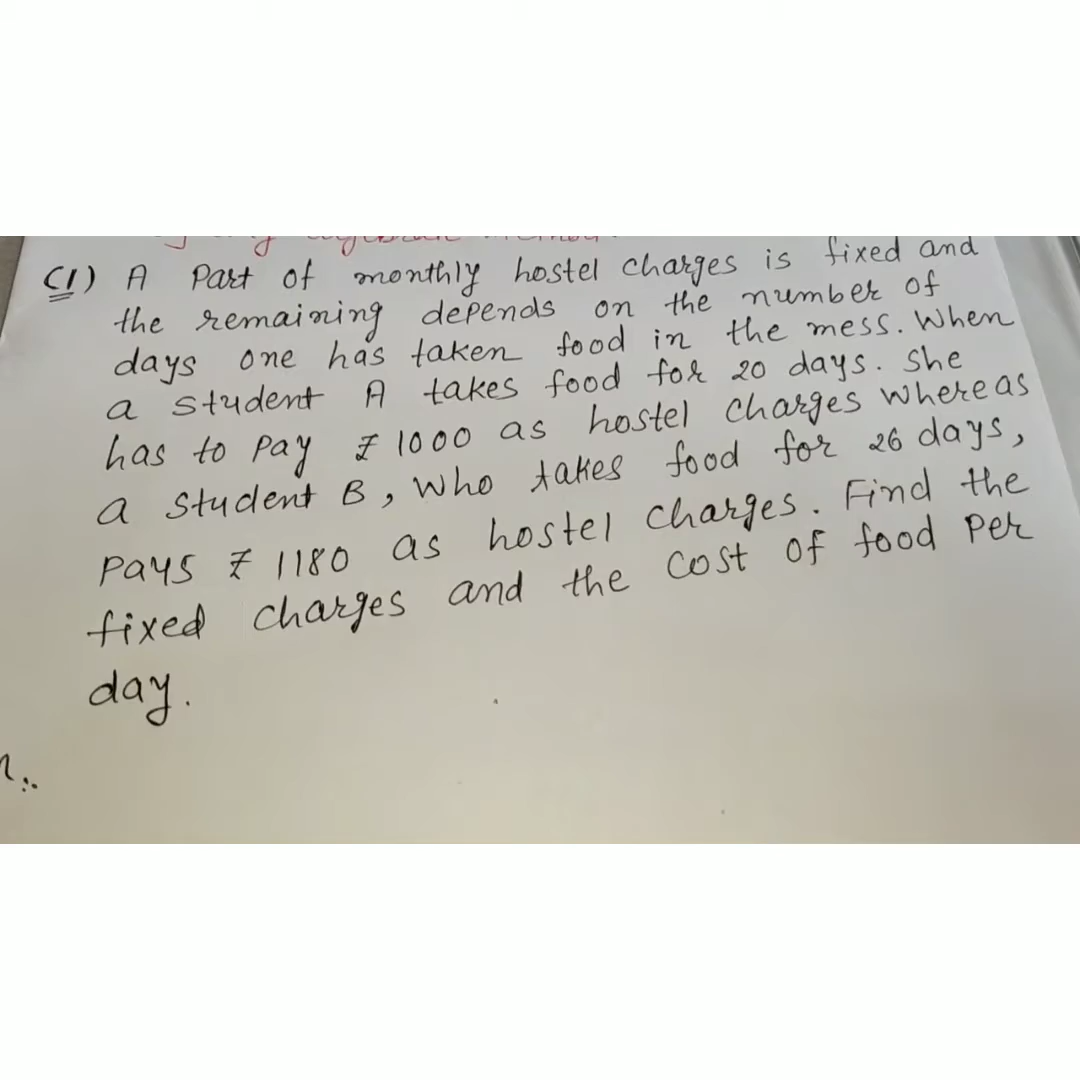 (1) A Part of monthly hostel charges is fixed and
the remaining depends on the number of
days one has taken food in the mess. When
a student A takes food for 20 days. She
has to pay ₹ 1000 as hostel charges whereas
a student B, who takes food for 26 days,
pays ₹ 1180 as hostel charges. Find the
fixed charges and the cost of food per
day.